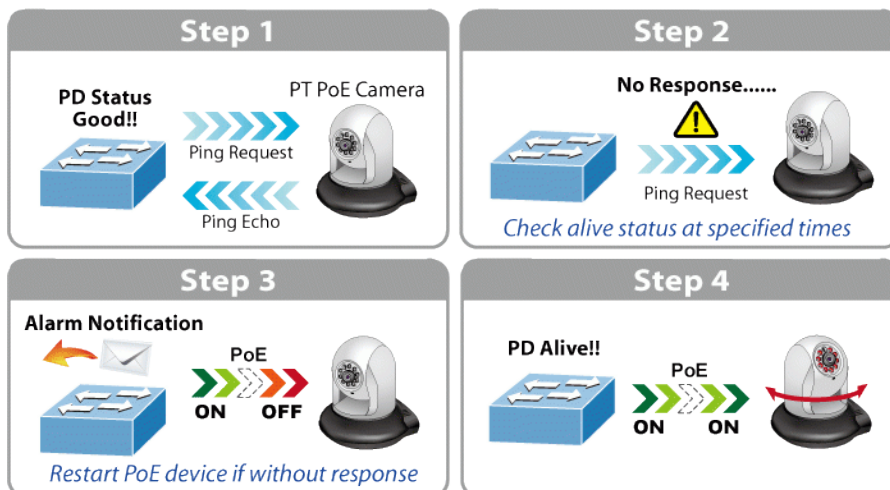 Step 1
PD Status
Good!!
PT PoE Camera
Ping Request
Ping Echo
Step 2
No Response......
!
Ping Request
Check alive status at specified times
Step 3
Alarm Notification
PoE
ON OFF
Restart PoE device if without response
Step 4
PD Alive!!
PoE
ON ON